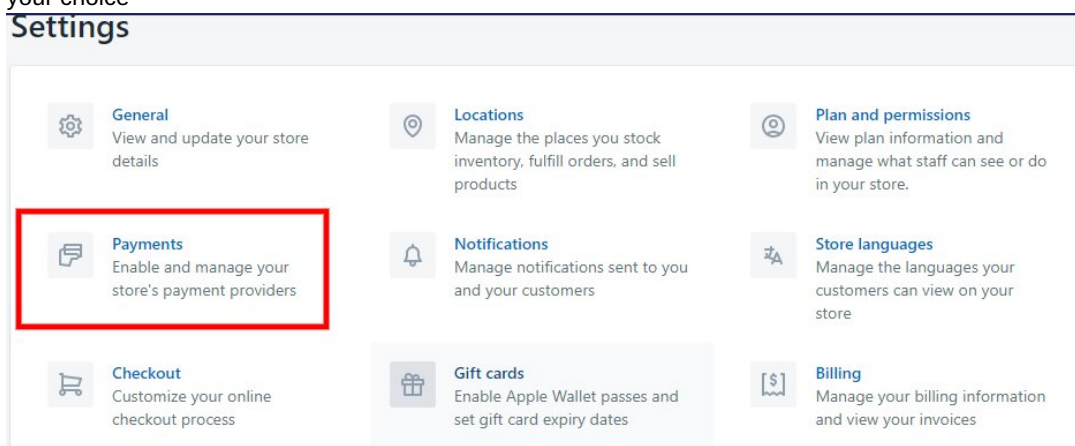 your choice
Settings
General
View and update your store
details
Locations
Manage the places you stock
inventory, fulfill orders, and sell
products
Plan and permissions
View plan information and
manage what staff can see or do
in your store.
Payments
Enable and manage your
store's payment providers
Notifications
Manage notifications sent to you
and your customers
Store languages
Manage the languages your
customers can view on your
store
Checkout
Customize your online
checkout process
Gift cards
Enable Apple Wallet passes and
set gift card expiry dates
Billing
Manage your billing information
and view your invoices